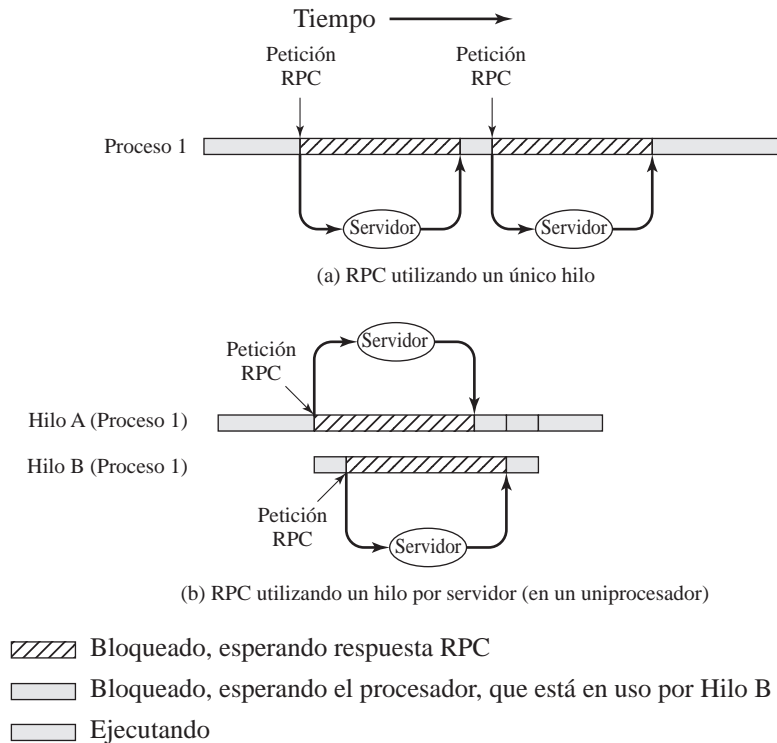 Tiempo
Petición
RPC
Petición
RPC
Proceso 1
Servidor
Servidor
(a) RPC utilizando un único hilo
Servidor
Petición
RPC
Hilo A (Proceso 1)
Hilo B (Proceso 1)
Petición
RPC
Servidor
(b) RPC utilizando un hilo por servidor (en un uniprocesador)
Bloqueado, esperando respuesta RPC
Bloqueado, esperando el procesador, que está en uso por Hilo B
Ejecutando